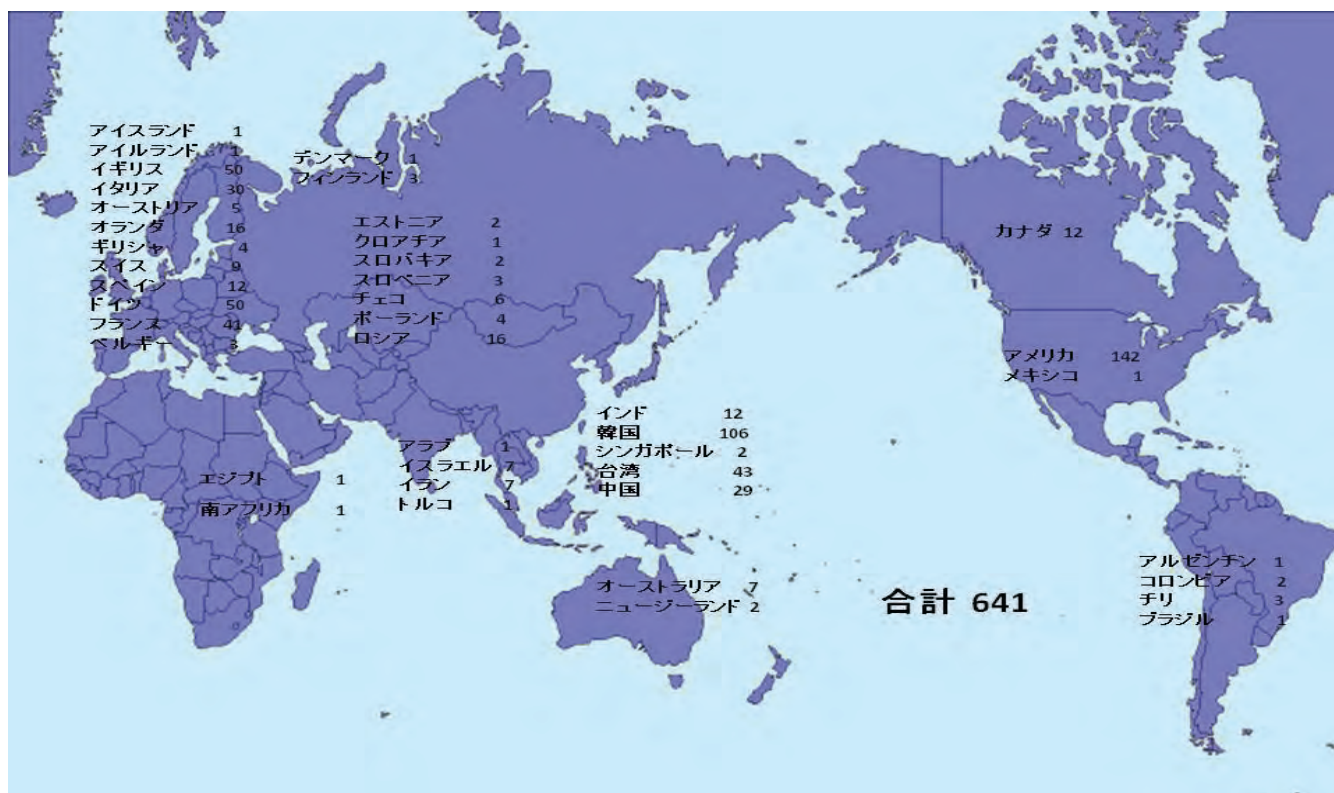 アイスランド 1
アイルランド 1
イギリス 50
イタリア 30
オーストリア 5
オランダ 16
ギリシャ 4
スイス 9
スペイン 12
ドイツ 50
フランス 41
ベルギー 3
デンマーク 1
フィンランド 3
エストニア 2
クロアチア 1
スロバキア 2
スロベニア 3
チェコ 6
ポーランド 4
ロシア 16
カナダ 12
アメリカ 142
メキシコ 1
インド 12
韓国 106
シンガポール 2
台湾 43
中国 29
アラブ 1
イスラエル 7
イラン 7
トルコ 1
エジプト 1
南アフリカ 1
オーストラリア 7
ニュージーランド 2
合計 641
アルゼンチン 1
コロンビア 2
チリ 3
ブラジル 1